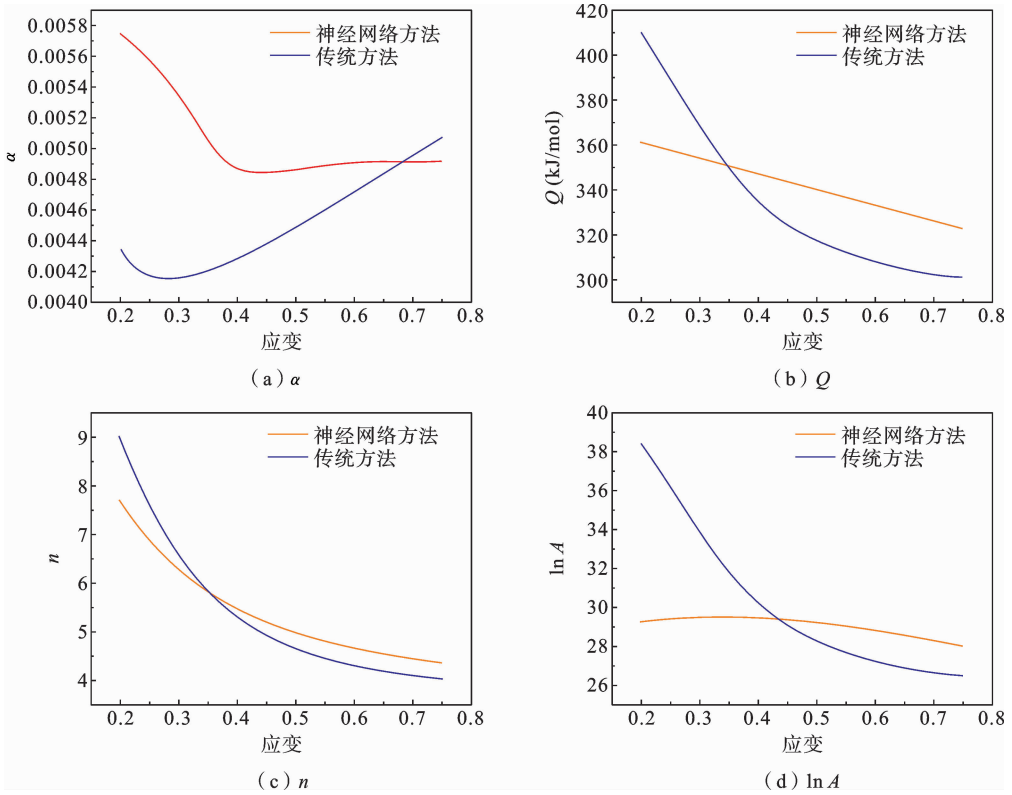 0.0058
0.0056
0.0054
0.0052
0.0050
0.0048
0.0046
0.0044
0.0042
0.0040
α
神经网络方法
传统方法
0.2 0.3 0.4 0.5 0.6 0.7 0.8
应变
（a）α
420
400
380
360
340
320
300
Q (kJ/mol)
神经网络方法
传统方法
0.2 0.3 0.4 0.5 0.6 0.7 0.8
应变
（b）Q
9
8
7
6
5
4
n
神经网络方法
传统方法
0.2 0.3 0.4 0.5 0.6 0.7 0.8
应变
（c）n
40
38
36
34
32
30
28
26
ln A
神经网络方法
传统方法
0.2 0.3 0.4 0.5 0.6 0.7 0.8
应变
（d）ln A